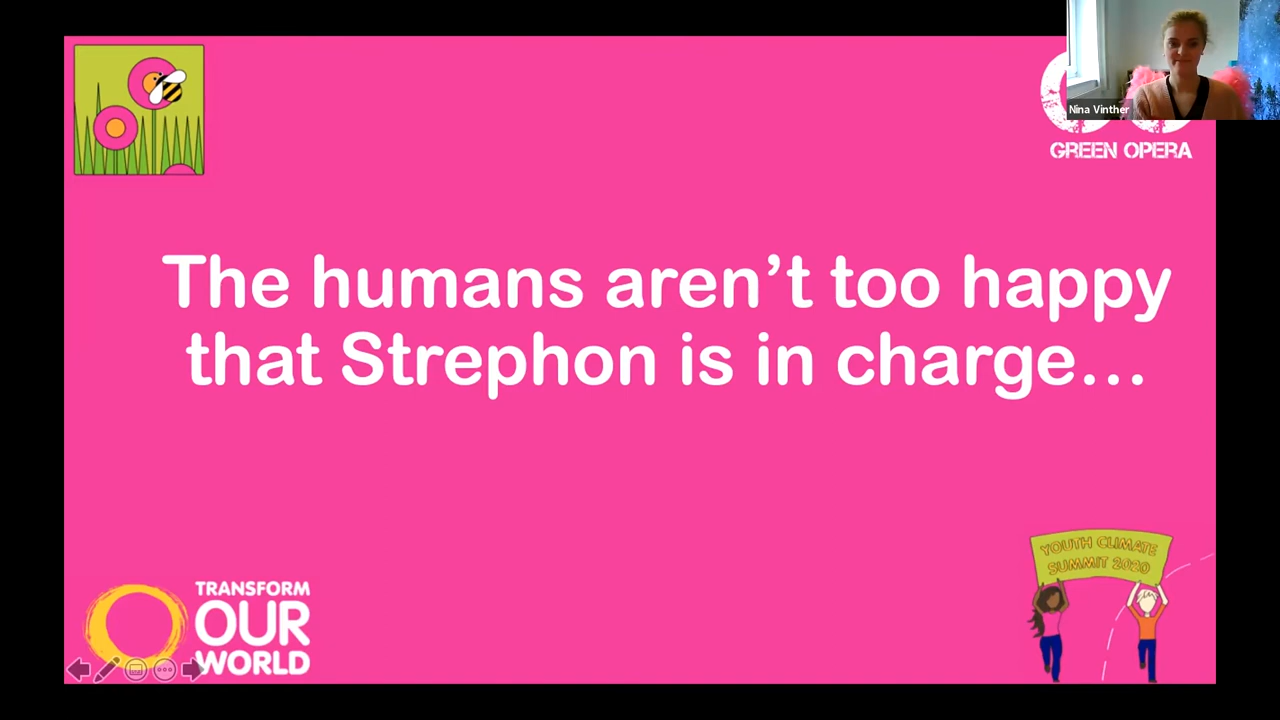 Nina Vinther
GREEN OPERA
The humans aren’t too happy
that Strephon is in charge…
YOUTH CLIMATE
SUMMIT 2020
TRANSFORM
OUR
WORLD